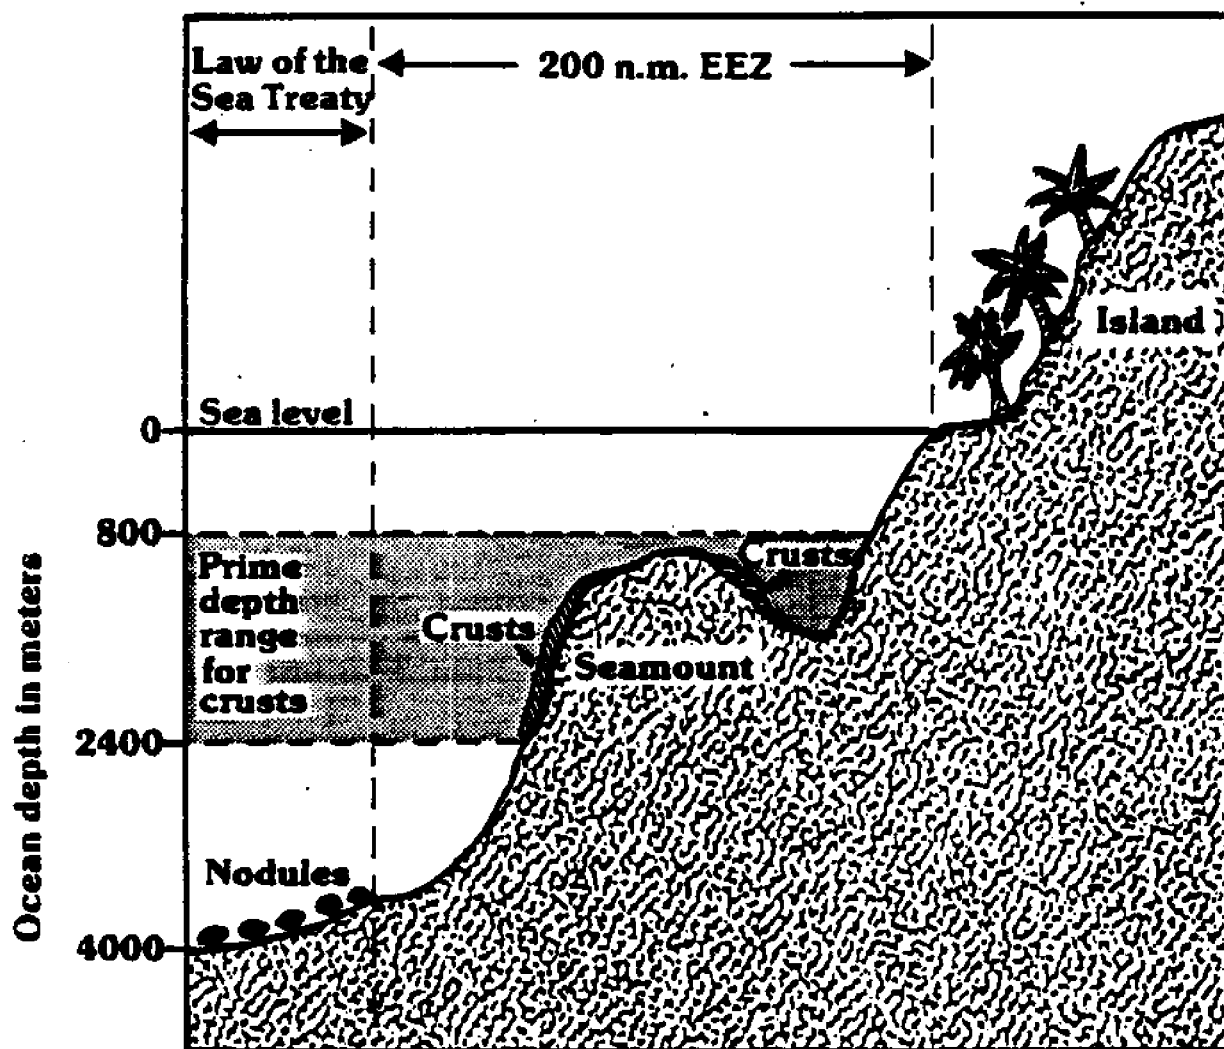 Law of the
Sea Treaty
200 n.m. EEZ
Island
Sea level
0
800
Crusts
Prime
depth
range
for
crusts
Crusts
Seamount
2400
Nodules
4000
Ocean depth in meters